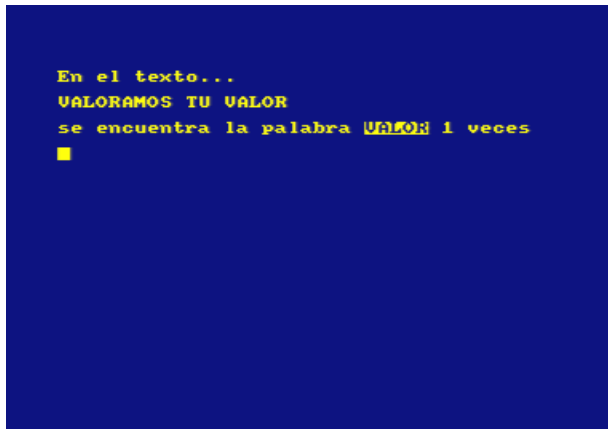 En el texto...
VALORAMOS TU VALOR
se encuentra la palabra VALOR 1 veces